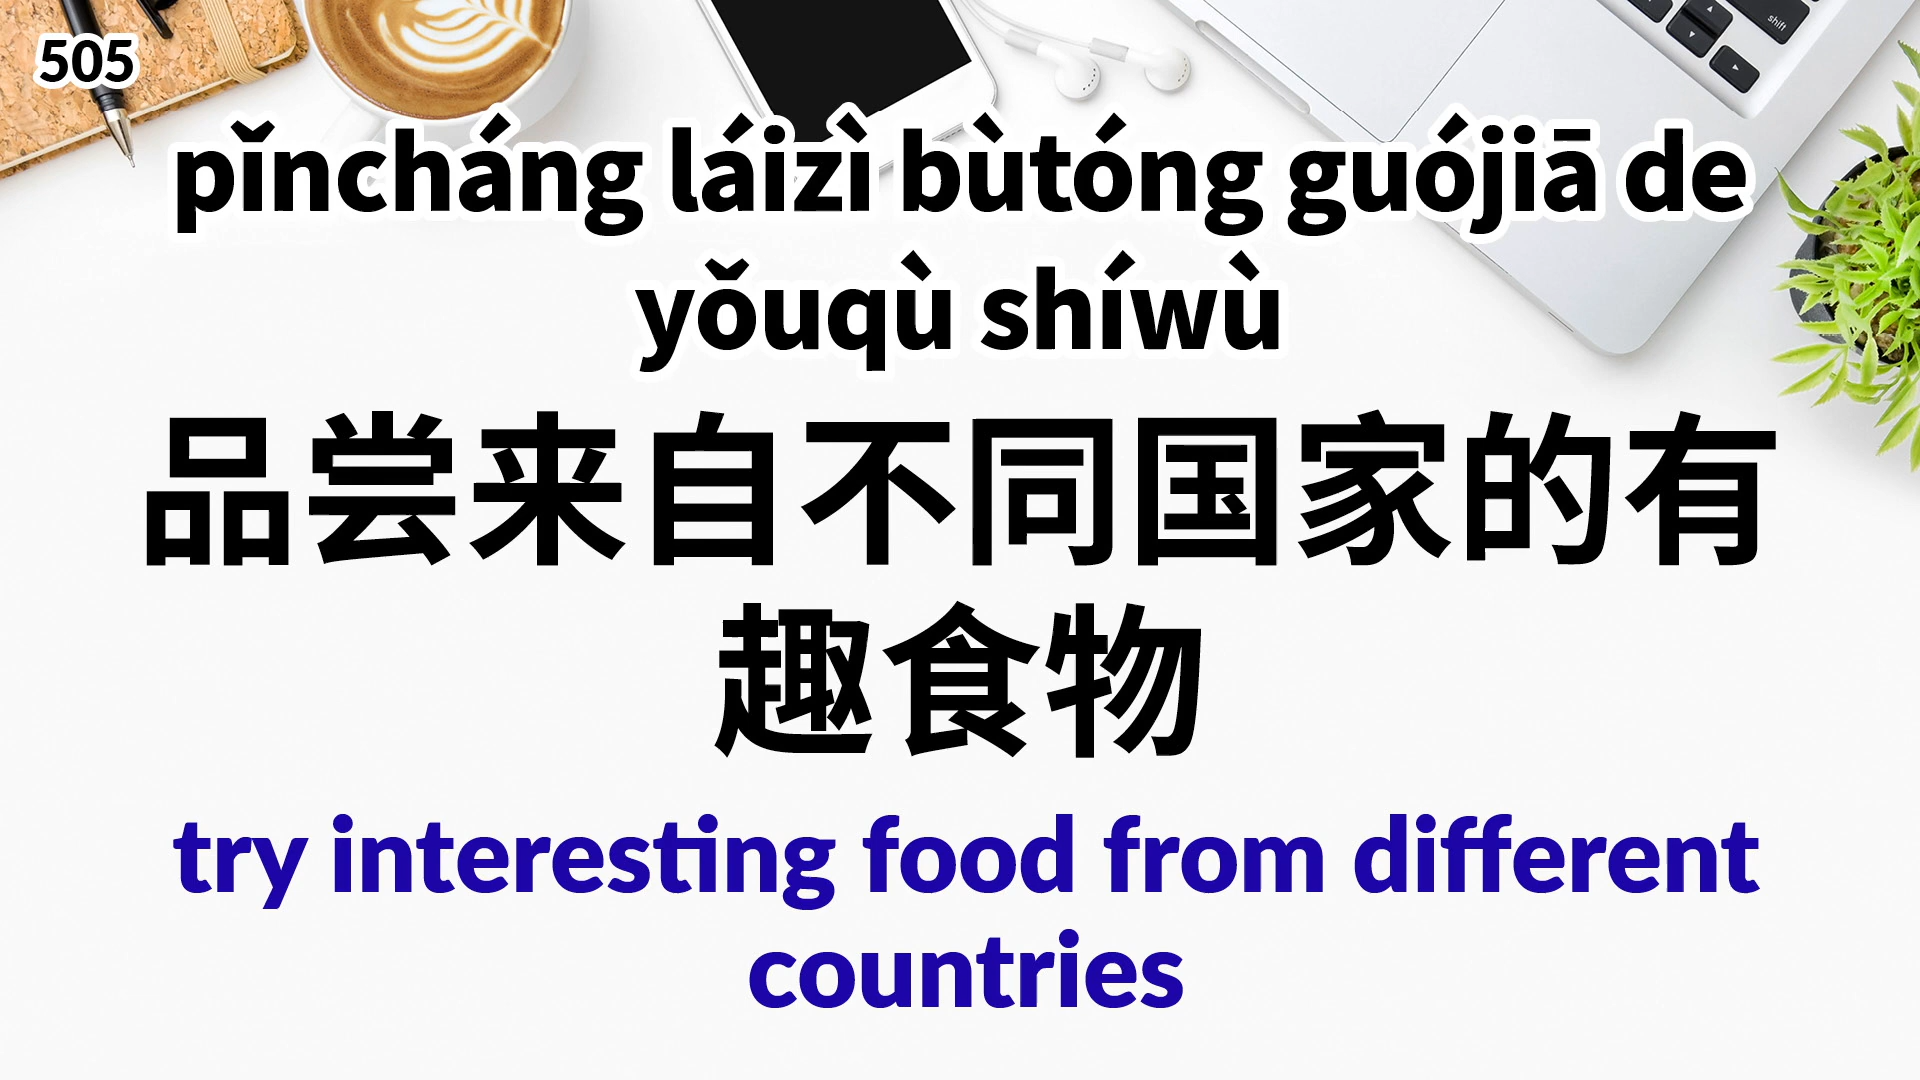 505
shift
pǐncháng láizì bùtóng guójiā de
yǒuqù shíwù
品尝来自不同国家的有
趣食物
try interesting food from different
countries